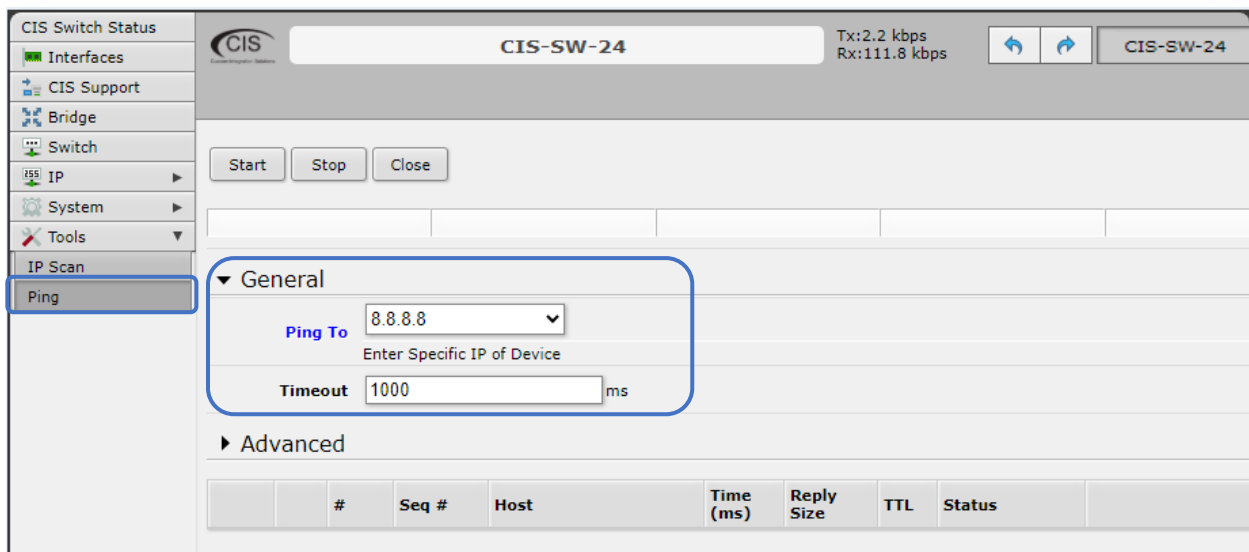 CIS Switch Status
Interfaces
CIS Support
Bridge
Switch
255 IP
System
Tools
IP Scan
Ping
CIS
CIS-SW-24
Tx:2.2 kbps
Rx:111.8 kbps
CIS-SW-24
Start Stop Close
General
Ping To 8.8.8.8
Enter Specific IP of Device
Timeout 1000 ms
Advanced
# Seq # Host Time (ms) Reply Size TTL Status